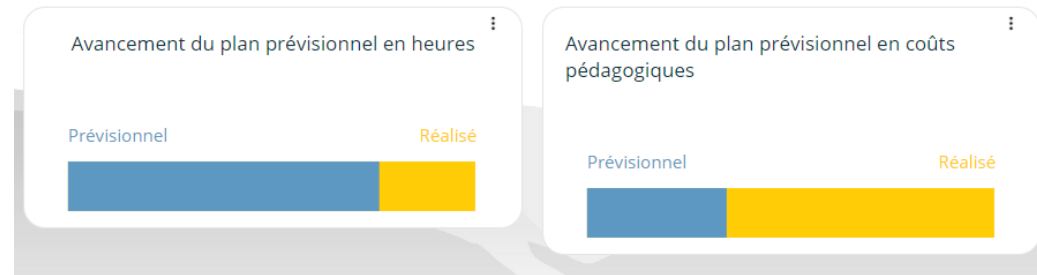 Avancement du plan prévisionnel en heures
Prévisionnel
Réalisé
Avancement du plan prévisionnel en coûts
pédagogiques
Prévisionnel
Réalisé